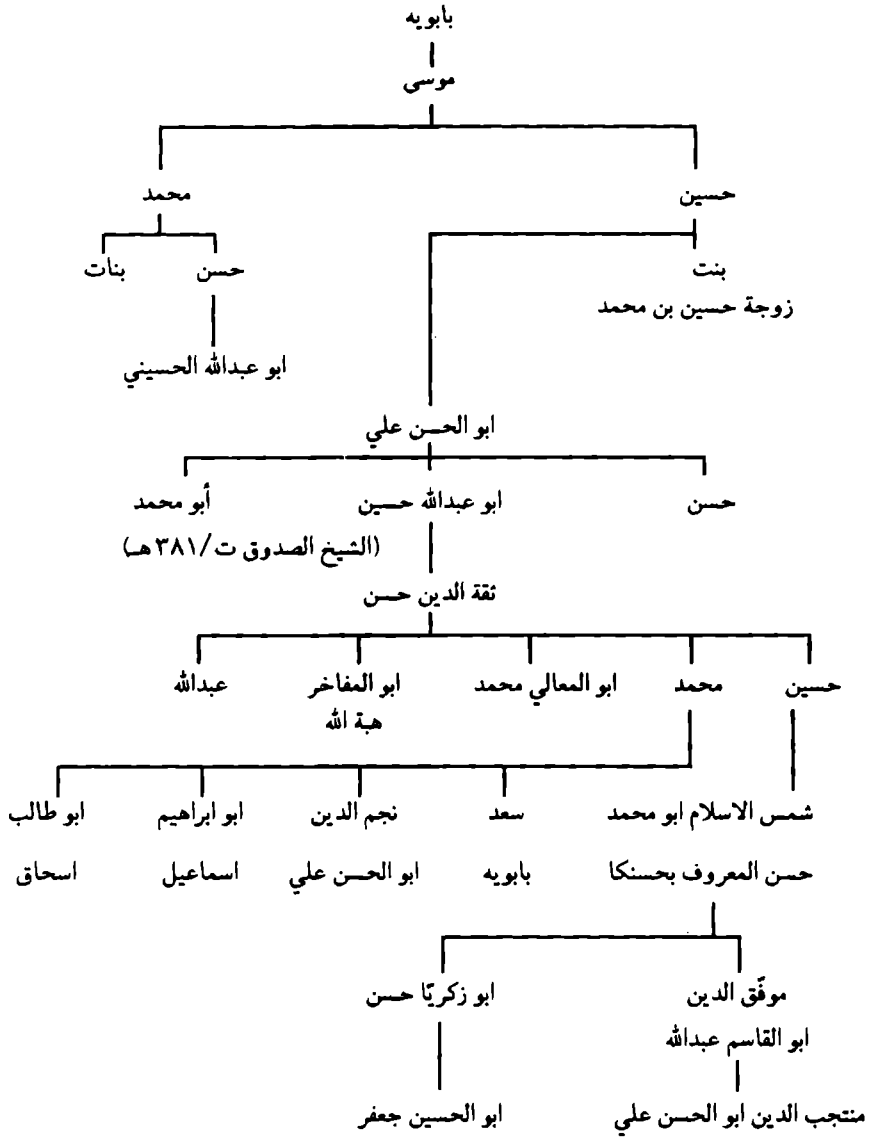 بابويه
موسى
حسين محمد
بنت حسن بنات
زوجة حسين بن محمد
ابو عبدالله الحسيني
ابو الحسن علي
حسن ابو عبدالله حسين أبو محمد
(الشيخ الصدوق ت/٣٨١هـ)
ثقة الدين حسن
حسين محمد ابو المعالي محمد ابو المفاخر عبدالله
هبة الله
شمس الاسلام ابو محمد سعد نجم الدين ابو ابراهيم ابو طالب
حسن المعروف بحسنكا بابويه ابو الحسن علي اسماعيل اسحاق
موفّق الدين ابو زكريّا حسن
ابو القاسم عبدالله
منتجب الدين ابو الحسن علي ابو الحسين جعفر